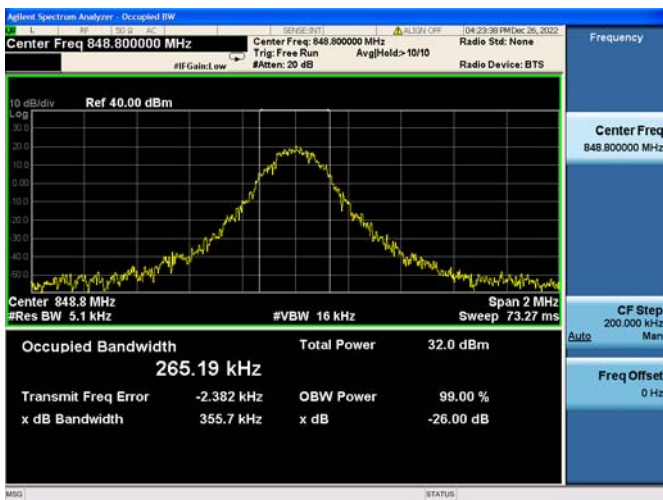 Agilent Spectrum Analyzer - Occupied BW
L RF 50 Ω AC SENSE:INT ALIGN OFF 04:23:38 PM Dec 26, 2022
Center Freq 848.800000 MHz
Center Freq: 848.800000 MHz
Radio Std: None
Trig: Free Run Avg|Hold:>10/10
#IFGain:Low
#Atten: 20 dB
Radio Device: BTS
Frequency
10 dB/div Ref 40.00 dBm
Log
30.0
20.0
10.0
0.00
-10.0
-20.0
-30.0
-40.0
-50.0
Center 848.8 MHz Span 2 MHz
#Res BW 5.1 kHz #VBW 16 kHz Sweep 73.27 ms
Occupied Bandwidth Total Power 32.0 dBm
265.19 kHz
Transmit Freq Error -2.382 kHz OBW Power 99.00 %
x dB Bandwidth 355.7 kHz x dB -26.00 dB
Center Freq
848.800000 MHz
CF Step
200.000 kHz
Auto Man
Freq Offset
0 Hz
MSG STATUS